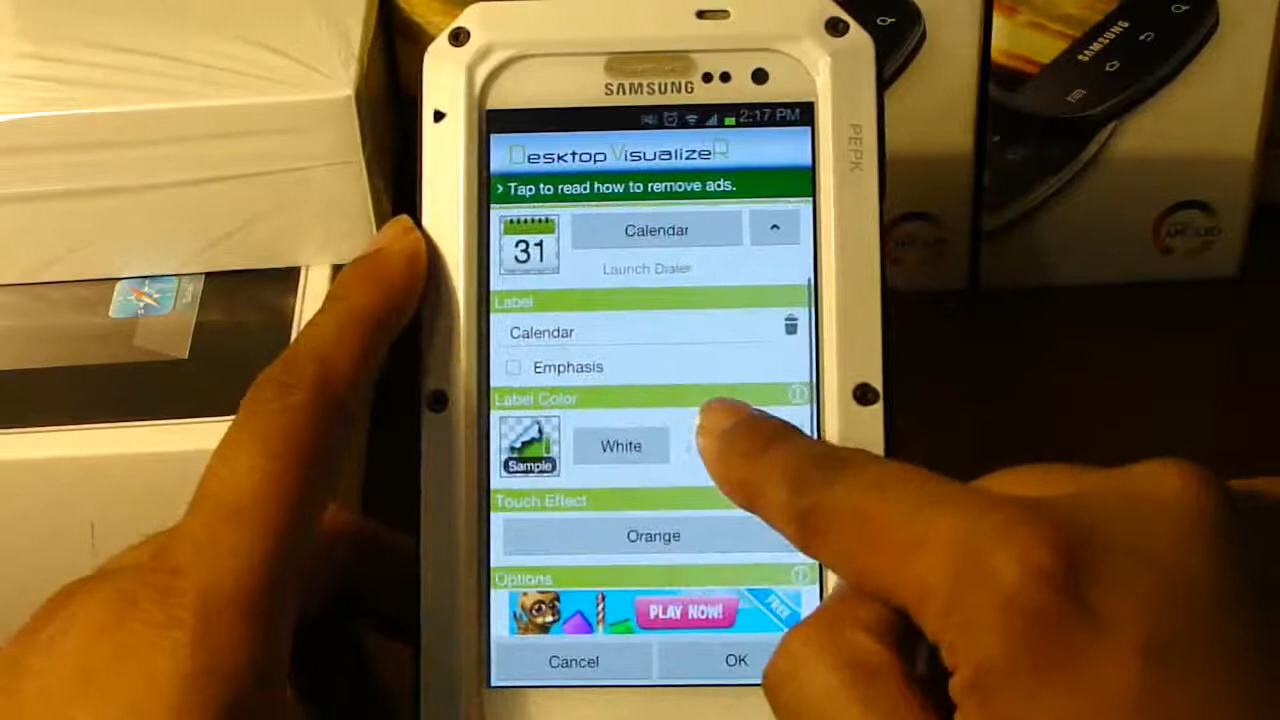 SAMSUNG
2:17 PM
Desktop VisualizeR
> Tap to read how to remove ads.
31
Calendar
Launch Dialer
Label
Calendar
Emphasis
Label Color
Sample
White
Touch Effect
Orange
Options
PLAY NOW!
FREE
Cancel
OK
PEPK
SAMSUNG